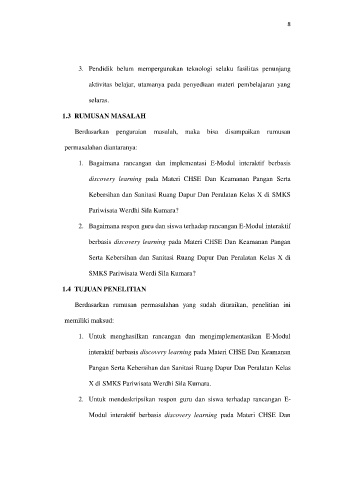 8
3. Pendidik belum mempergunakan teknologi selaku fasilitas penunjang
aktivitas belajar, utamanya pada penyediaan materi pembelajaran yang
selaras.
1.3 RUMUSAN MASALAH
Berdasarkan penguraian masalah, maka bisa disampaikan rumusan
permasalahan diantaranya:
1. Bagaimana rancangan dan implementasi E-Modul interaktif berbasis
discovery learning pada Materi CHSE Dan Keamanan Pangan Serta
Kebersihan dan Sanitasi Ruang Dapur Dan Peralatan Kelas X di SMKS
Pariwisata Werdhi Sila Kumara?
2. Bagaimana respon guru dan siswa terhadap rancangan E-Modul interaktif
berbasis discovery learning pada Materi CHSE Dan Keamanan Pangan
Serta Kebersihan dan Sanitasi Ruang Dapur Dan Peralatan Kelas X di
SMKS Pariwisata Werdi Sila Kumara?
1.4 TUJUAN PENELITIAN
Berdasarkan rumusan permasalahan yang sudah diuraikan, penelitian ini
memiliki maksud:
1. Untuk menghasilkan rancangan dan mengimplementasikan E-Modul
interaktif berbasis discovery learning pada Materi CHSE Dan Keamanan
Pangan Serta Kebersihan dan Sanitasi Ruang Dapur Dan Peralatan Kelas
X di SMKS Pariwisata Werdhi Sila Kumara.
2. Untuk mendeskripsikan respon guru dan siswa terhadap rancangan E-
Modul interaktif berbasis discovery learning pada Materi CHSE Dan